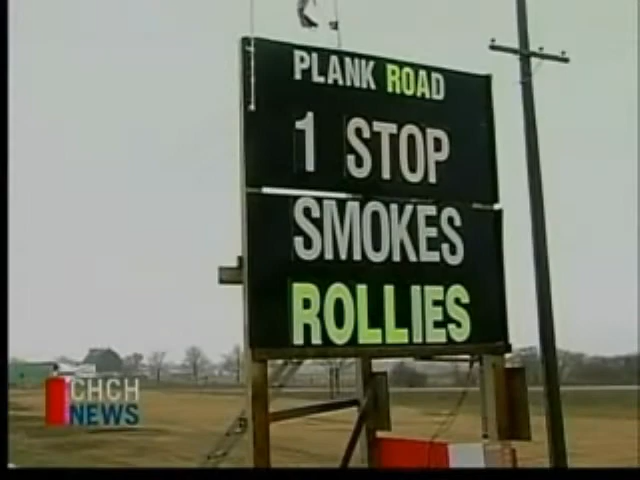 PLANK ROAD
1 STOP
SMOKES
ROLLIES
CHCH
NEWS